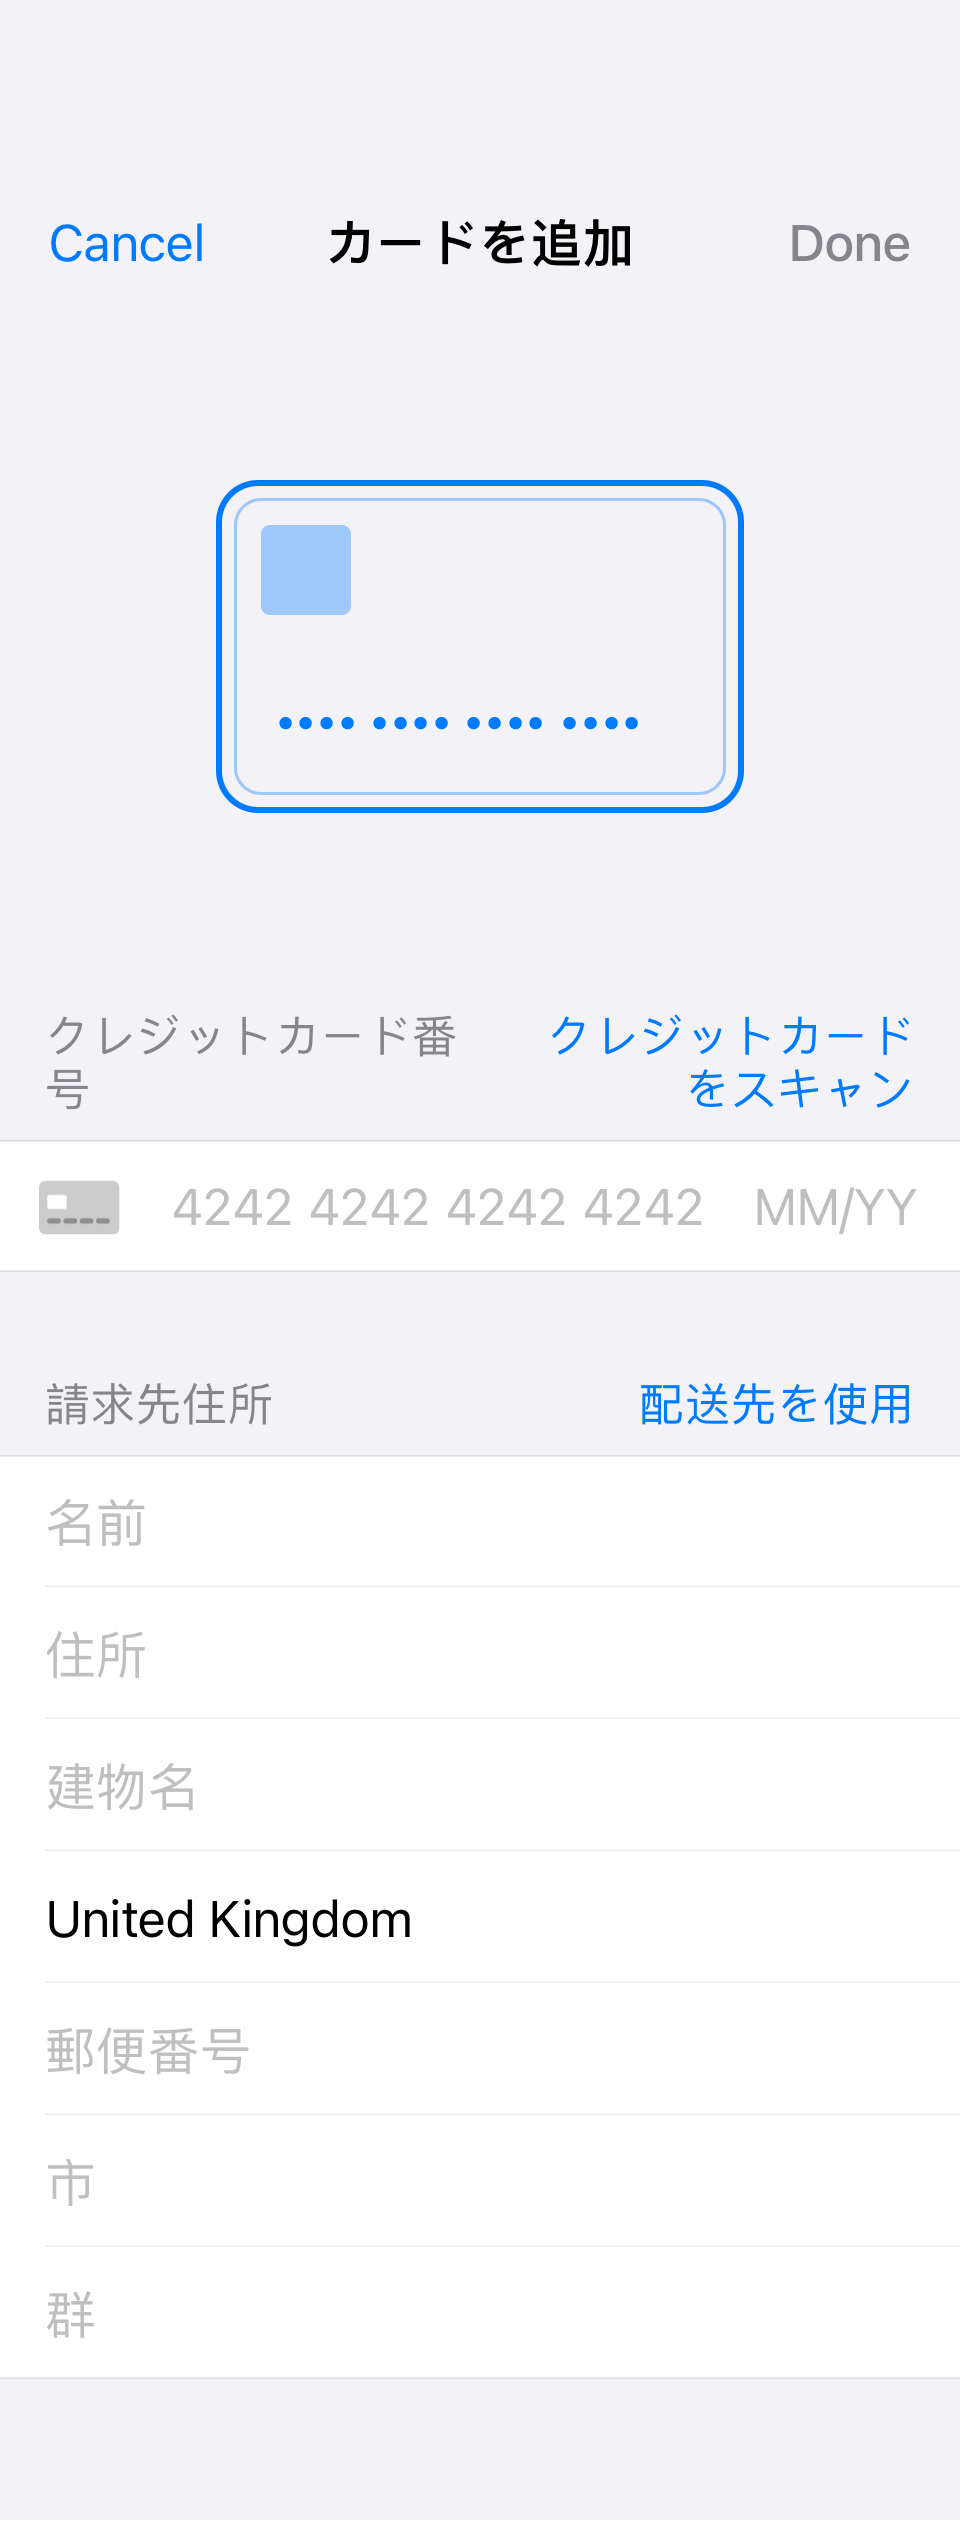 Cancel カードを追加 Done
クレジットカード番
号
クレジットカード
をスキャン
4242 4242 4242 4242 MM/YY
請求先住所 配送先を使用
名前
住所
建物名
United Kingdom
郵便番号
市
群